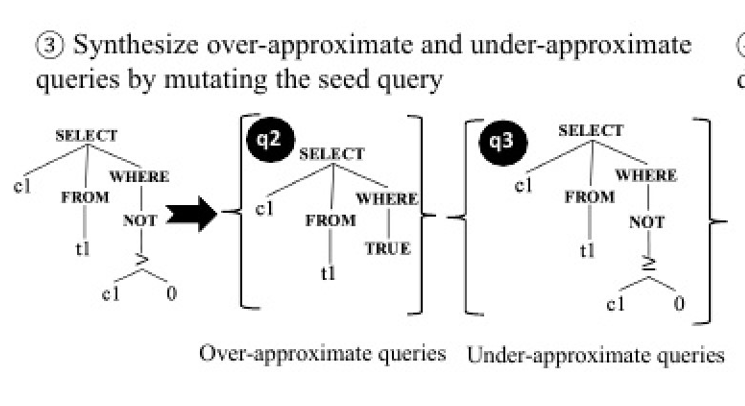 ③ Synthesize over-approximate and under-approximate
queries by mutating the seed query
SELECT
c1
WHERE
FROM
NOT
t1
>
c1 0
q2
SELECT
c1
WHERE
FROM
TRUE
t1
q3
SELECT
c1
WHERE
FROM
NOT
t1
≥
c1 0
Over-approximate queries
Under-approximate queries